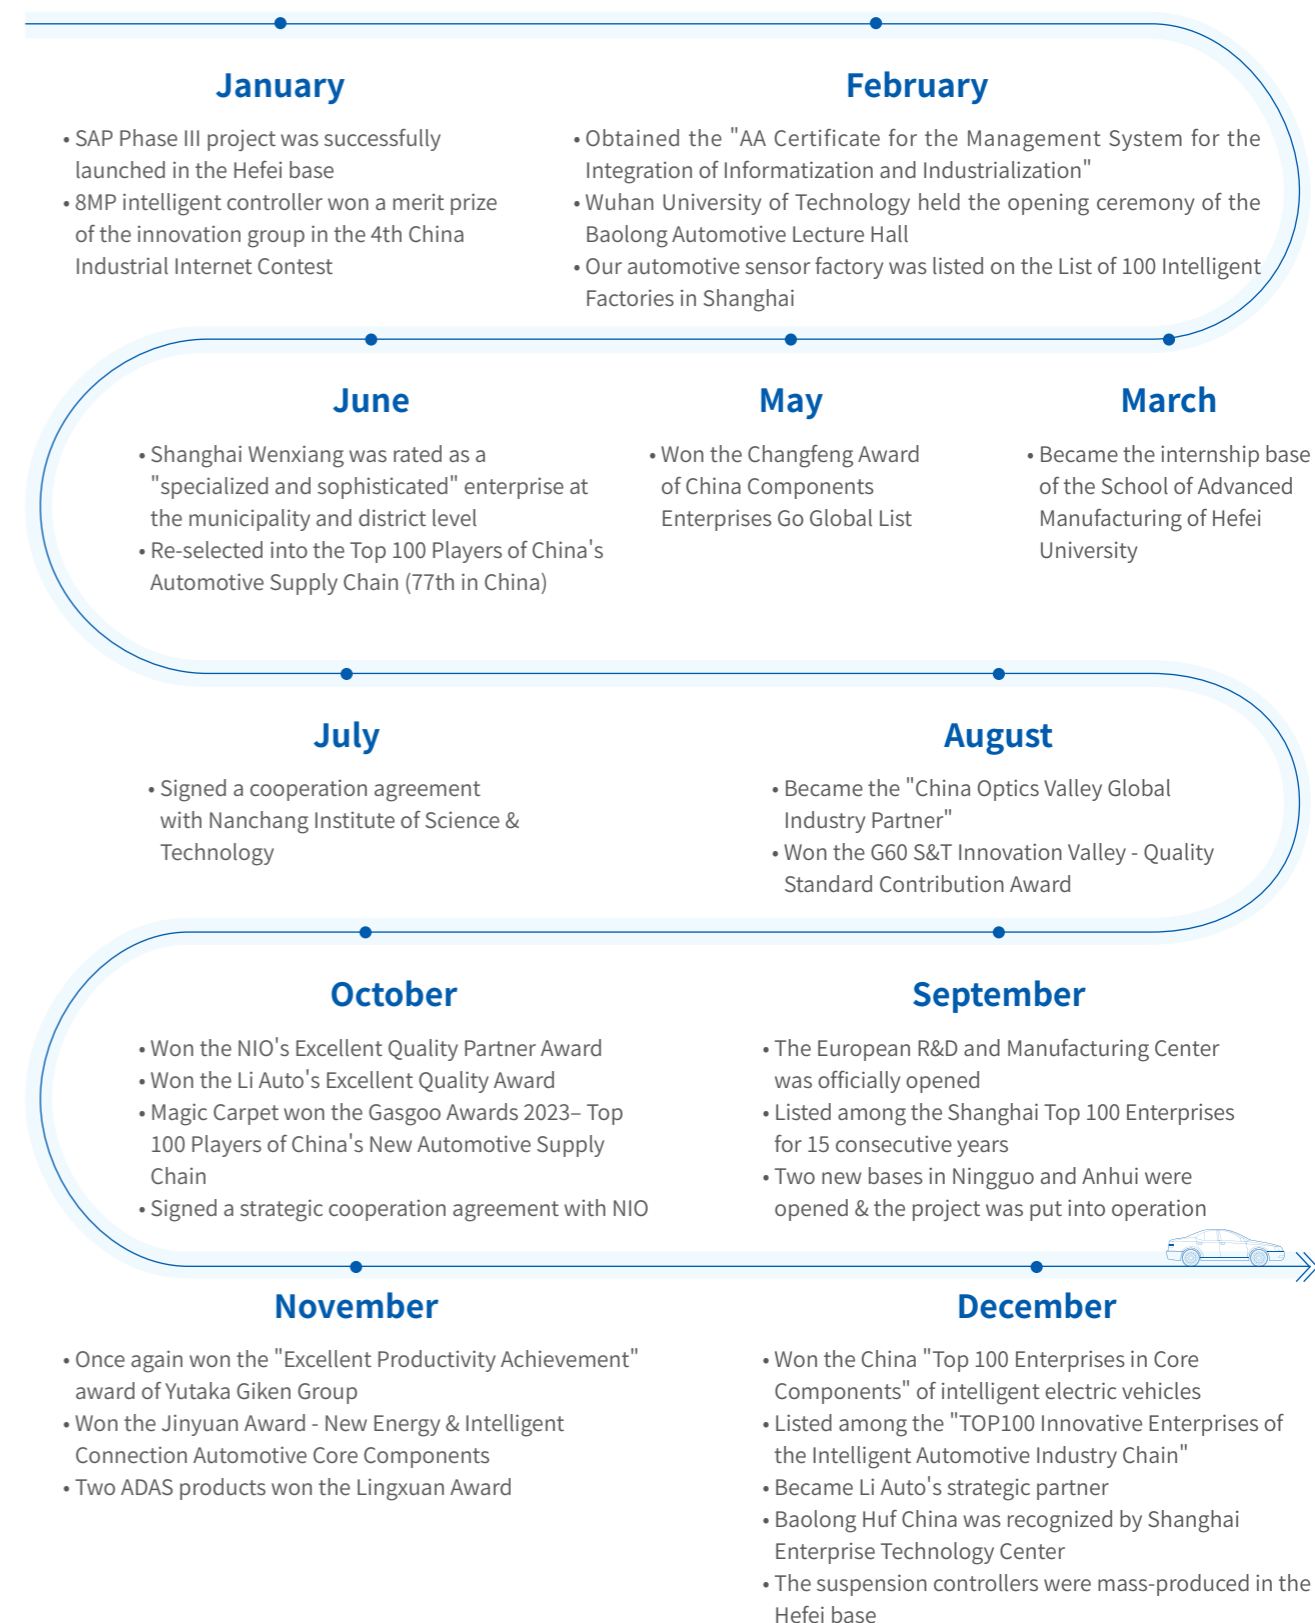 January
• SAP Phase III project was successfully
launched in the Hefei base
• 8MP intelligent controller won a merit prize
of the innovation group in the 4th China
Industrial Internet Contest
February
• Obtained the "AA Certificate for the Management System for the
Integration of Informatization and Industrialization"
• Wuhan University of Technology held the opening ceremony of the
Baolong Automotive Lecture Hall
• Our automotive sensor factory was listed on the List of 100 Intelligent
Factories in Shanghai
March
• Became the internship base
of the School of Advanced
Manufacturing of Hefei
University
May
• Won the Changfeng Award
of China Components
Enterprises Go Global List
June
• Shanghai Wenxiang was rated as a
"specialized and sophisticated" enterprise at
the municipality and district level
• Re-selected into the Top 100 Players of China's
Automotive Supply Chain (77th in China)
July
• Signed a cooperation agreement
with Nanchang Institute of Science &
Technology
August
• Became the "China Optics Valley Global
Industry Partner"
• Won the G60 S&T Innovation Valley - Quality
Standard Contribution Award
September
• The European R&D and Manufacturing Center
was officially opened
• Listed among the Shanghai Top 100 Enterprises
for 15 consecutive years
• Two new bases in Ningguo and Anhui were
opened & the project was put into operation
October
• Won the NIO's Excellent Quality Partner Award
• Won the Li Auto's Excellent Quality Award
• Magic Carpet won the Gasgoo Awards 2023– Top
100 Players of China's New Automotive Supply
Chain
• Signed a strategic cooperation agreement with NIO
November
• Once again won the "Excellent Productivity Achievement"
award of Yutaka Giken Group
• Won the Jinyuan Award - New Energy & Intelligent
Connection Automotive Core Components
• Two ADAS products won the Lingxuan Award
December
• Won the China "Top 100 Enterprises in Core
Components" of intelligent electric vehicles
• Listed among the "TOP100 Innovative Enterprises of
the Intelligent Automotive Industry Chain"
• Became Li Auto's strategic partner
• Baolong Huf China was recognized by Shanghai
Enterprise Technology Center
• The suspension controllers were mass-produced in the
Hefei base